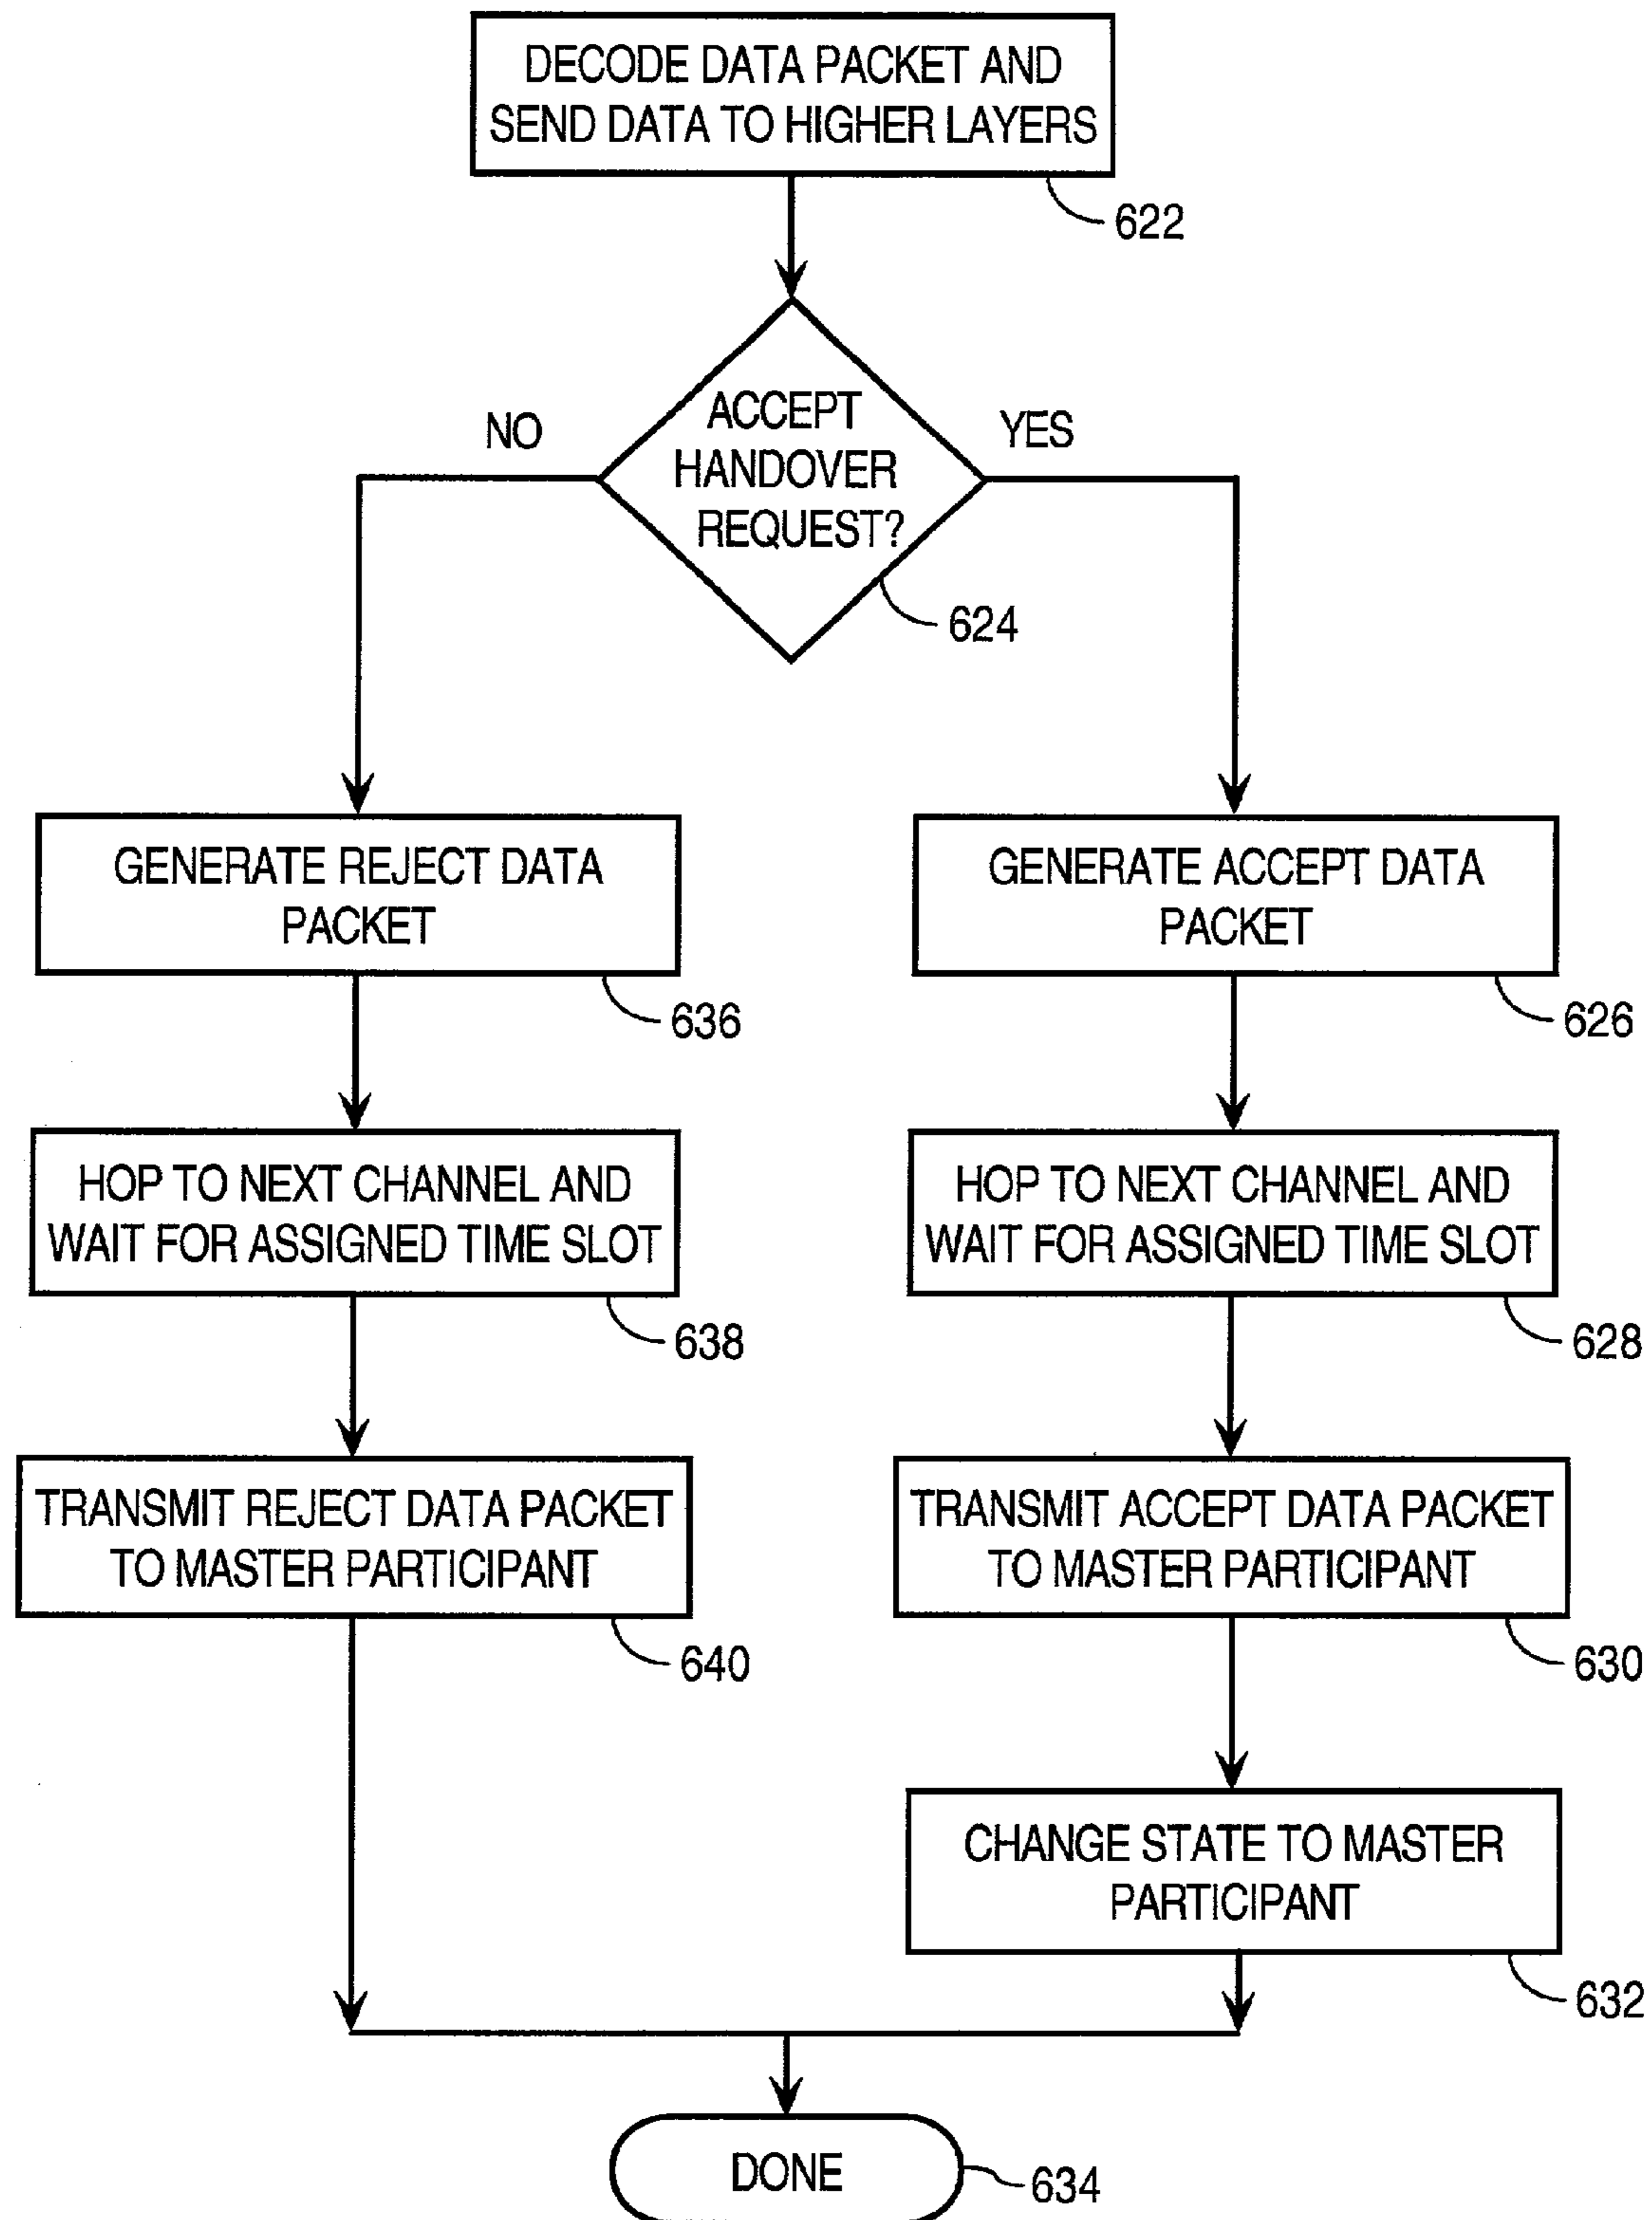 DECODE DATA PACKET AND
SEND DATA TO HIGHER LAYERS
622
ACCEPT
HANDOVER
REQUEST?
NO
YES
624
GENERATE REJECT DATA
PACKET
636
GENERATE ACCEPT DATA
PACKET
626
HOP TO NEXT CHANNEL AND
WAIT FOR ASSIGNED TIME SLOT
638
HOP TO NEXT CHANNEL AND
WAIT FOR ASSIGNED TIME SLOT
628
TRANSMIT REJECT DATA PACKET
TO MASTER PARTICIPANT
640
TRANSMIT ACCEPT DATA PACKET
TO MASTER PARTICIPANT
630
CHANGE STATE TO MASTER
PARTICIPANT
632
DONE
634